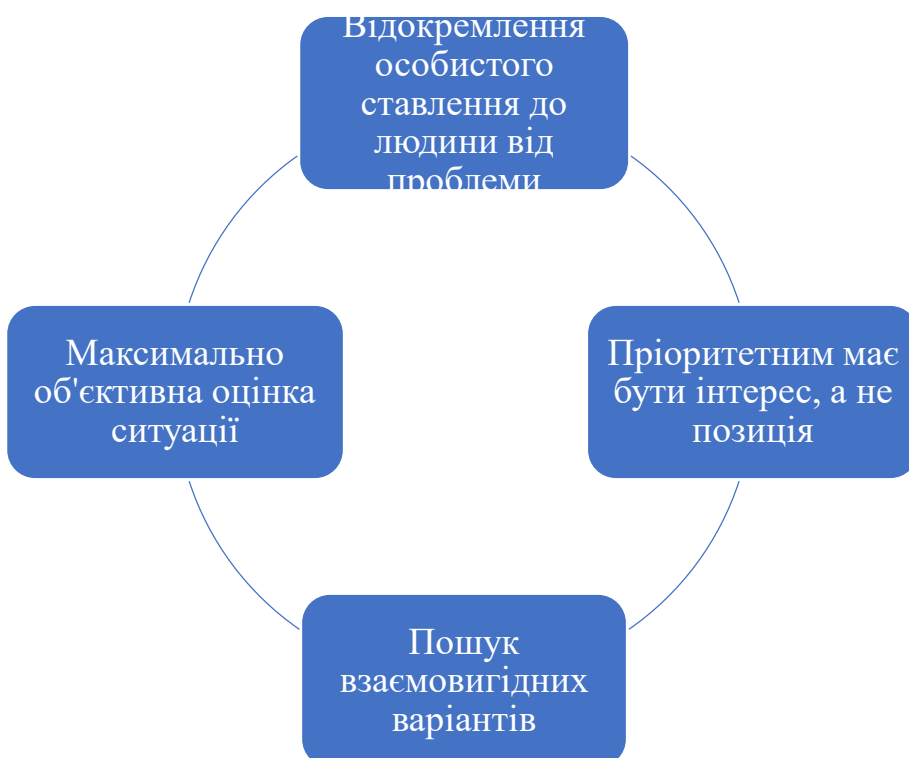 Відокремлення
особистого
ставлення до
людини від
проблеми
Пріоритетним має
бути інтерес, а не
позиція
Пошук
взаємовигідних
варіантів
Максимально
об'єктивна оцінка
ситуації